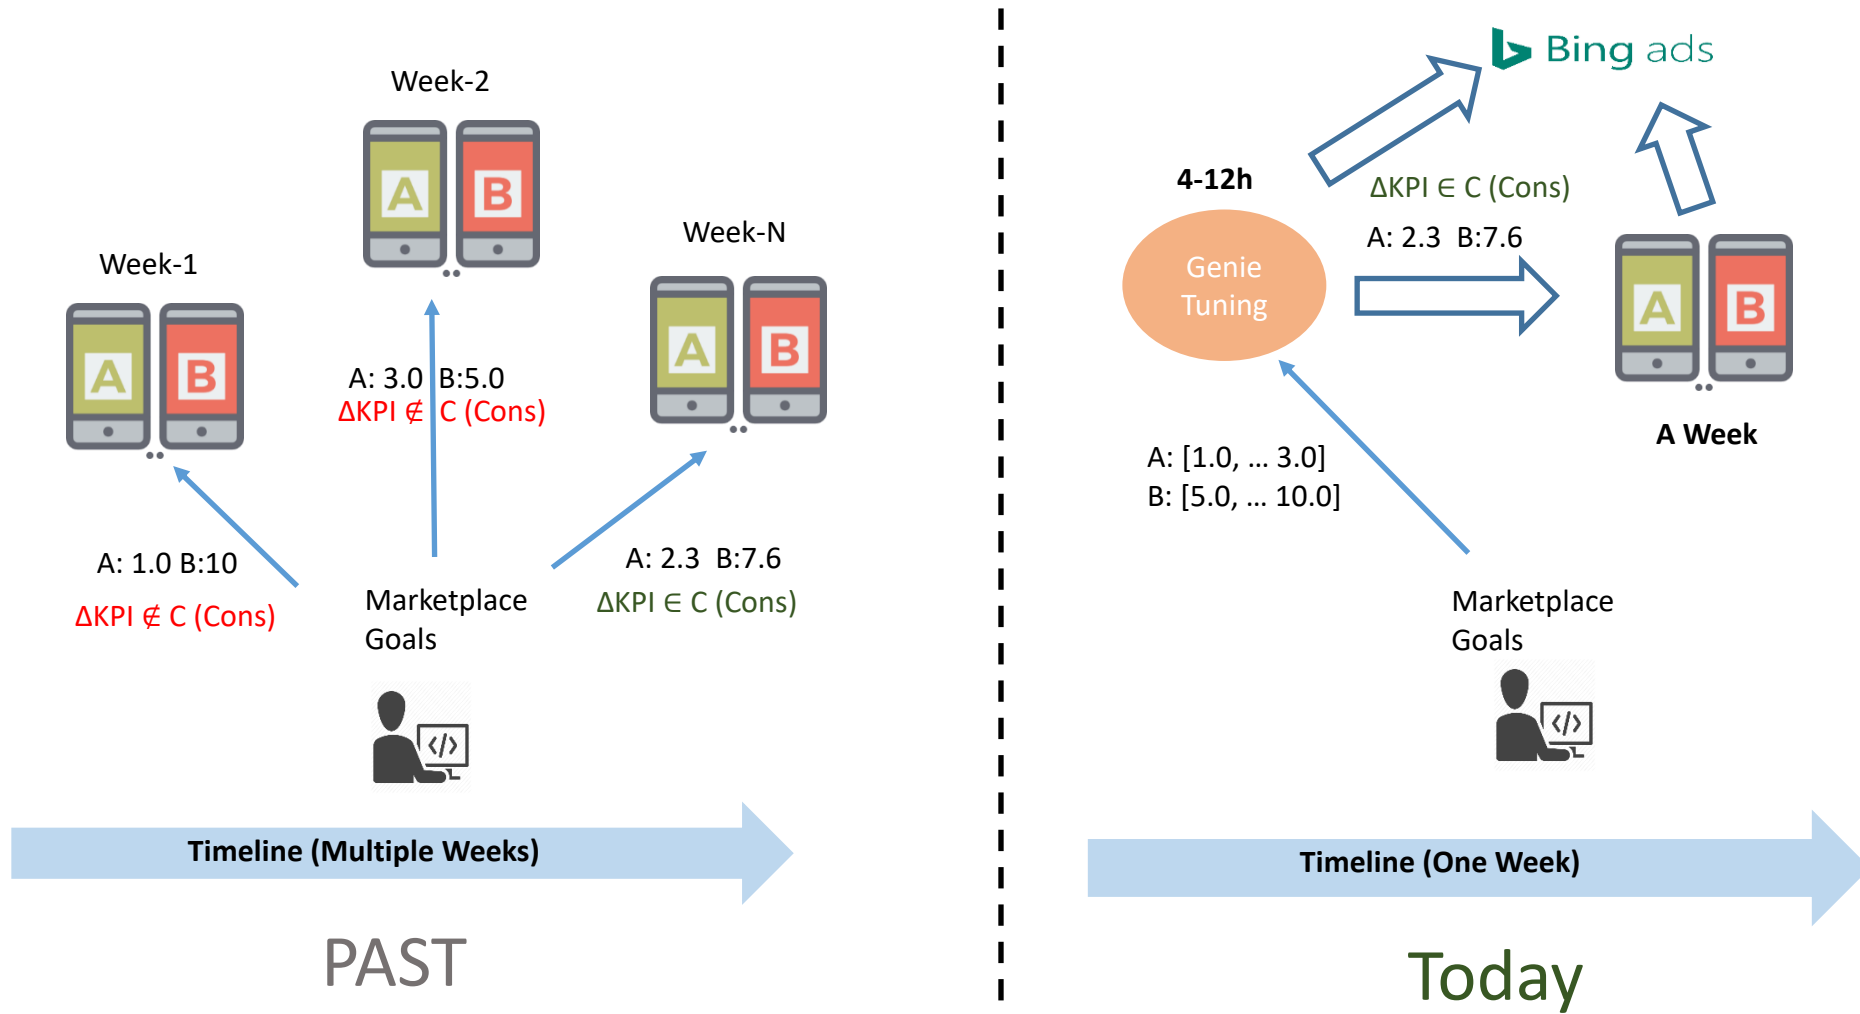 Week-1
A
B
A: 1.0 B:10
ΔKPI ∉ C (Cons)
Week-2
A
B
A: 3.0 B:5.0
ΔKPI ∉ C (Cons)
Week-N
A
B
A: 2.3 B:7.6
ΔKPI ∈ C (Cons)
Marketplace
Goals
</>
Timeline (Multiple Weeks)
PAST
Bing ads
4-12h
Genie
Tuning
ΔKPI ∈ C (Cons)
A: 2.3 B:7.6
A
B
A Week
A: [1.0, ... 3.0]
B: [5.0, ... 10.0]
Marketplace
Goals
</>
Timeline (One Week)
Today